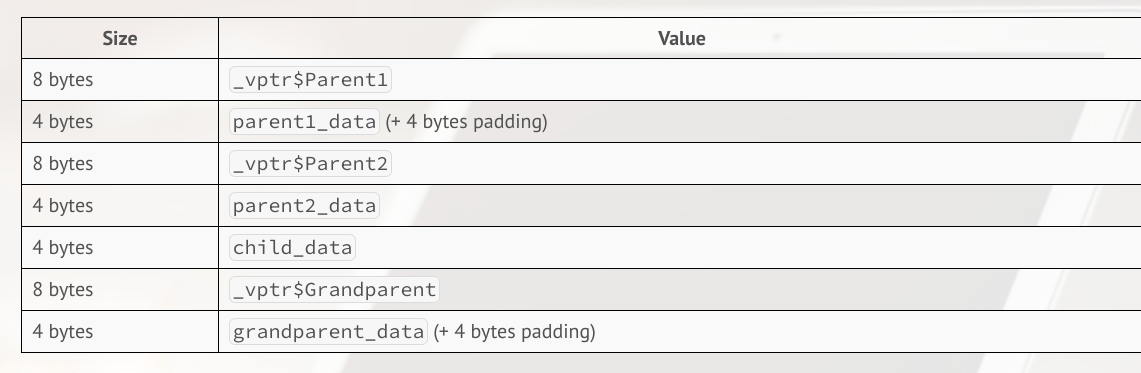 Size Value
8 bytes _vptr$Parent1
4 bytes parent1_data (+ 4 bytes padding)
8 bytes _vptr$Parent2
4 bytes parent2_data
4 bytes child_data
8 bytes _vptr$Grandparent
4 bytes grandparent_data (+ 4 bytes padding)